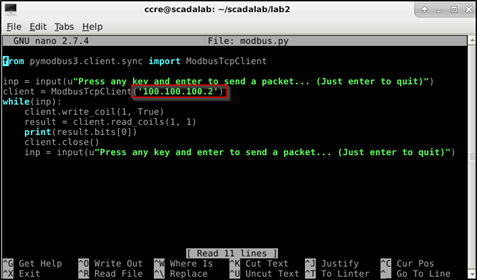 ccre@scadalab: ~/scadalab/lab2
File Edit Tabs Help
GNU nano 2.7.4 File: modbus.py
from pymodbus3.client.sync import ModbusTcpClient
inp = input(u"Press any key and enter to send a packet... (Just enter to quit)")
client = ModbusTcpClient('100.100.100.2')
while(inp):
    client.write_coil(1, True)
    result = client.read_coils(1, 1)
    print(result.bits[0])
    client.close()
    inp = input(u"Press any key and enter to send a packet... (Just enter to quit)")
[ Read 11 lines ]
^G Get Help ^O Write Out ^W Where Is ^K Cut Text ^J Justify ^C Cur Pos
^X Exit ^R Read File ^\ Replace ^U Uncut Text ^T To Linter ^_ Go To Line